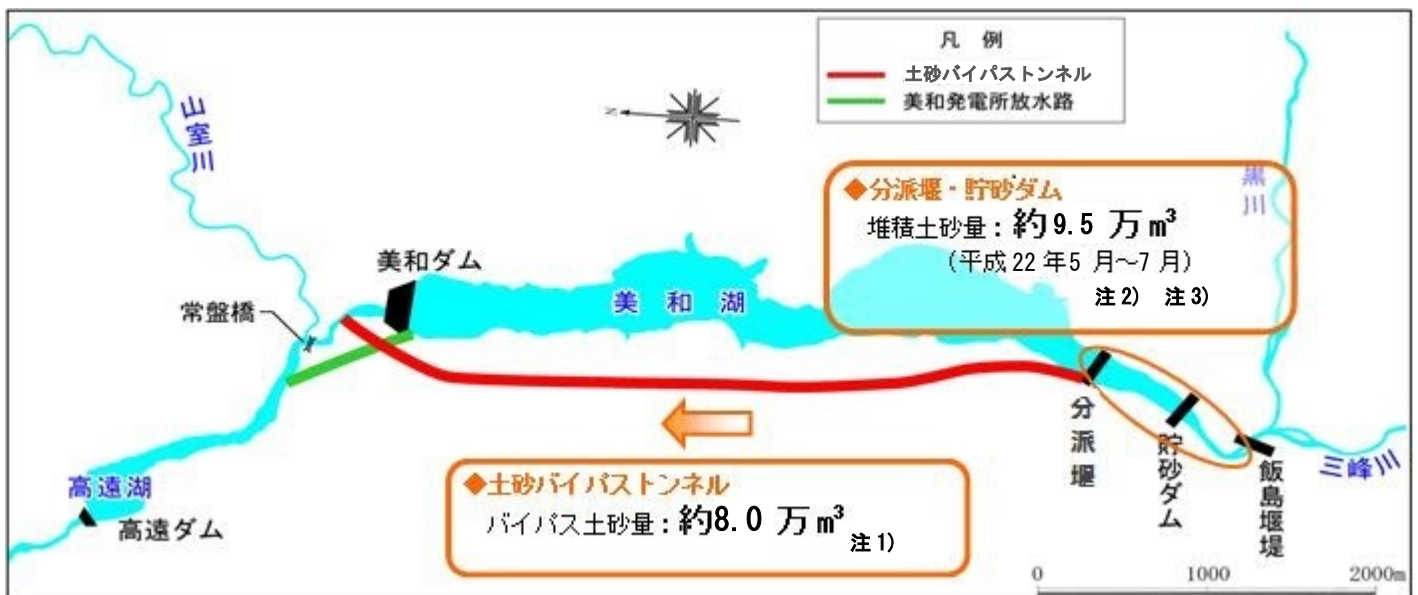 凡 例
土砂バイパストンネル
美和発電所放水路
N
山室川
黒川
◆分派堰・貯砂ダム
堆積土砂量：約9.5 万m³
（平成22年5 月～7 月）
注2) 注3)
美和ダム
美 和 湖
常盤橋
分派堰
貯砂ダム
飯島堰堤
三峰川
◆土砂バイパストンネル
バイパス土砂量：約8.0 万m³
注1)
高遠湖
高遠ダム
0 1000 2000m